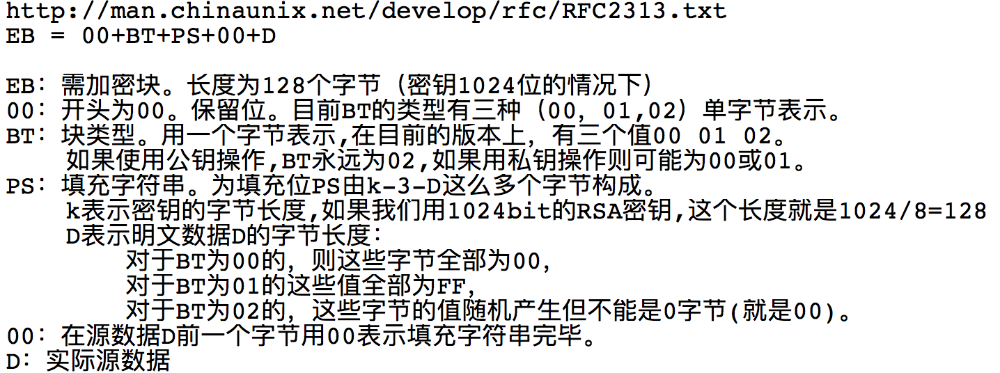 http://man.chinaunix.net/develop/rfc/RFC2313.txt
EB = 00+BT+PS+00+D
EB：需加密块。长度为128个字节（密钥1024位的情况下）
00：开头为00。保留位。目前BT的类型有三种（00，01,02）单字节表示。
BT：块类型。用一个字节表示,在目前的版本上，有三个值00 01 02。
如果使用公钥操作,BT永远为02,如果用私钥操作则可能为00或01。
PS：填充字符串。为填充位PS由k-3-D这么多个字节构成。
k表示密钥的字节长度,如果我们用1024bit的RSA密钥,这个长度就是1024/8=128
D表示明文数据D的字节长度：
对于BT为00的，则这些字节全部为00，
对于BT为01的这些值全部为FF，
对于BT为02的，这些字节的值随机产生但不能是0字节(就是00)。
00：在源数据D前一个字节用00表示填充字符串完毕。
D：实际源数据